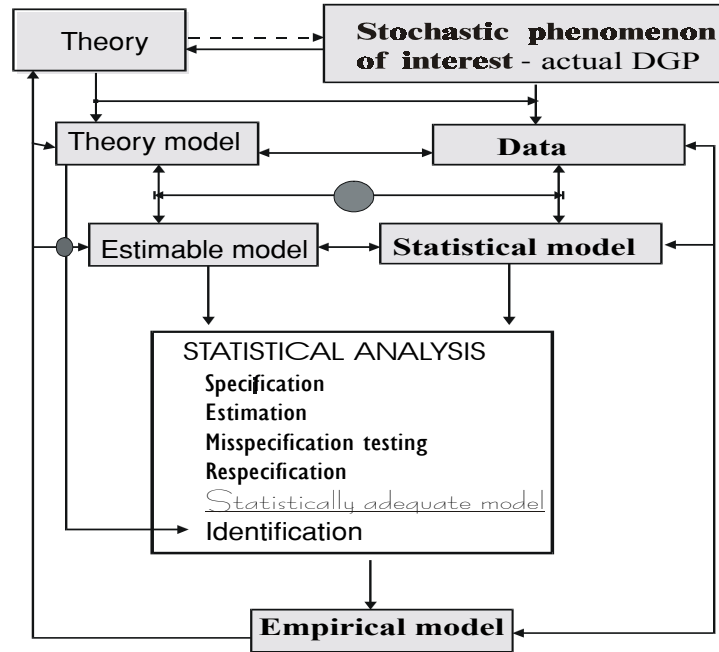 Theory
Stochastic phenomenon
of interest - actual DGP
Theory model
Data
Estimable model
Statistical model
STATISTICAL ANALYSIS
Specification
Estimation
Misspecification testing
Respecification
Statistically adequate model
Identification
Empirical model